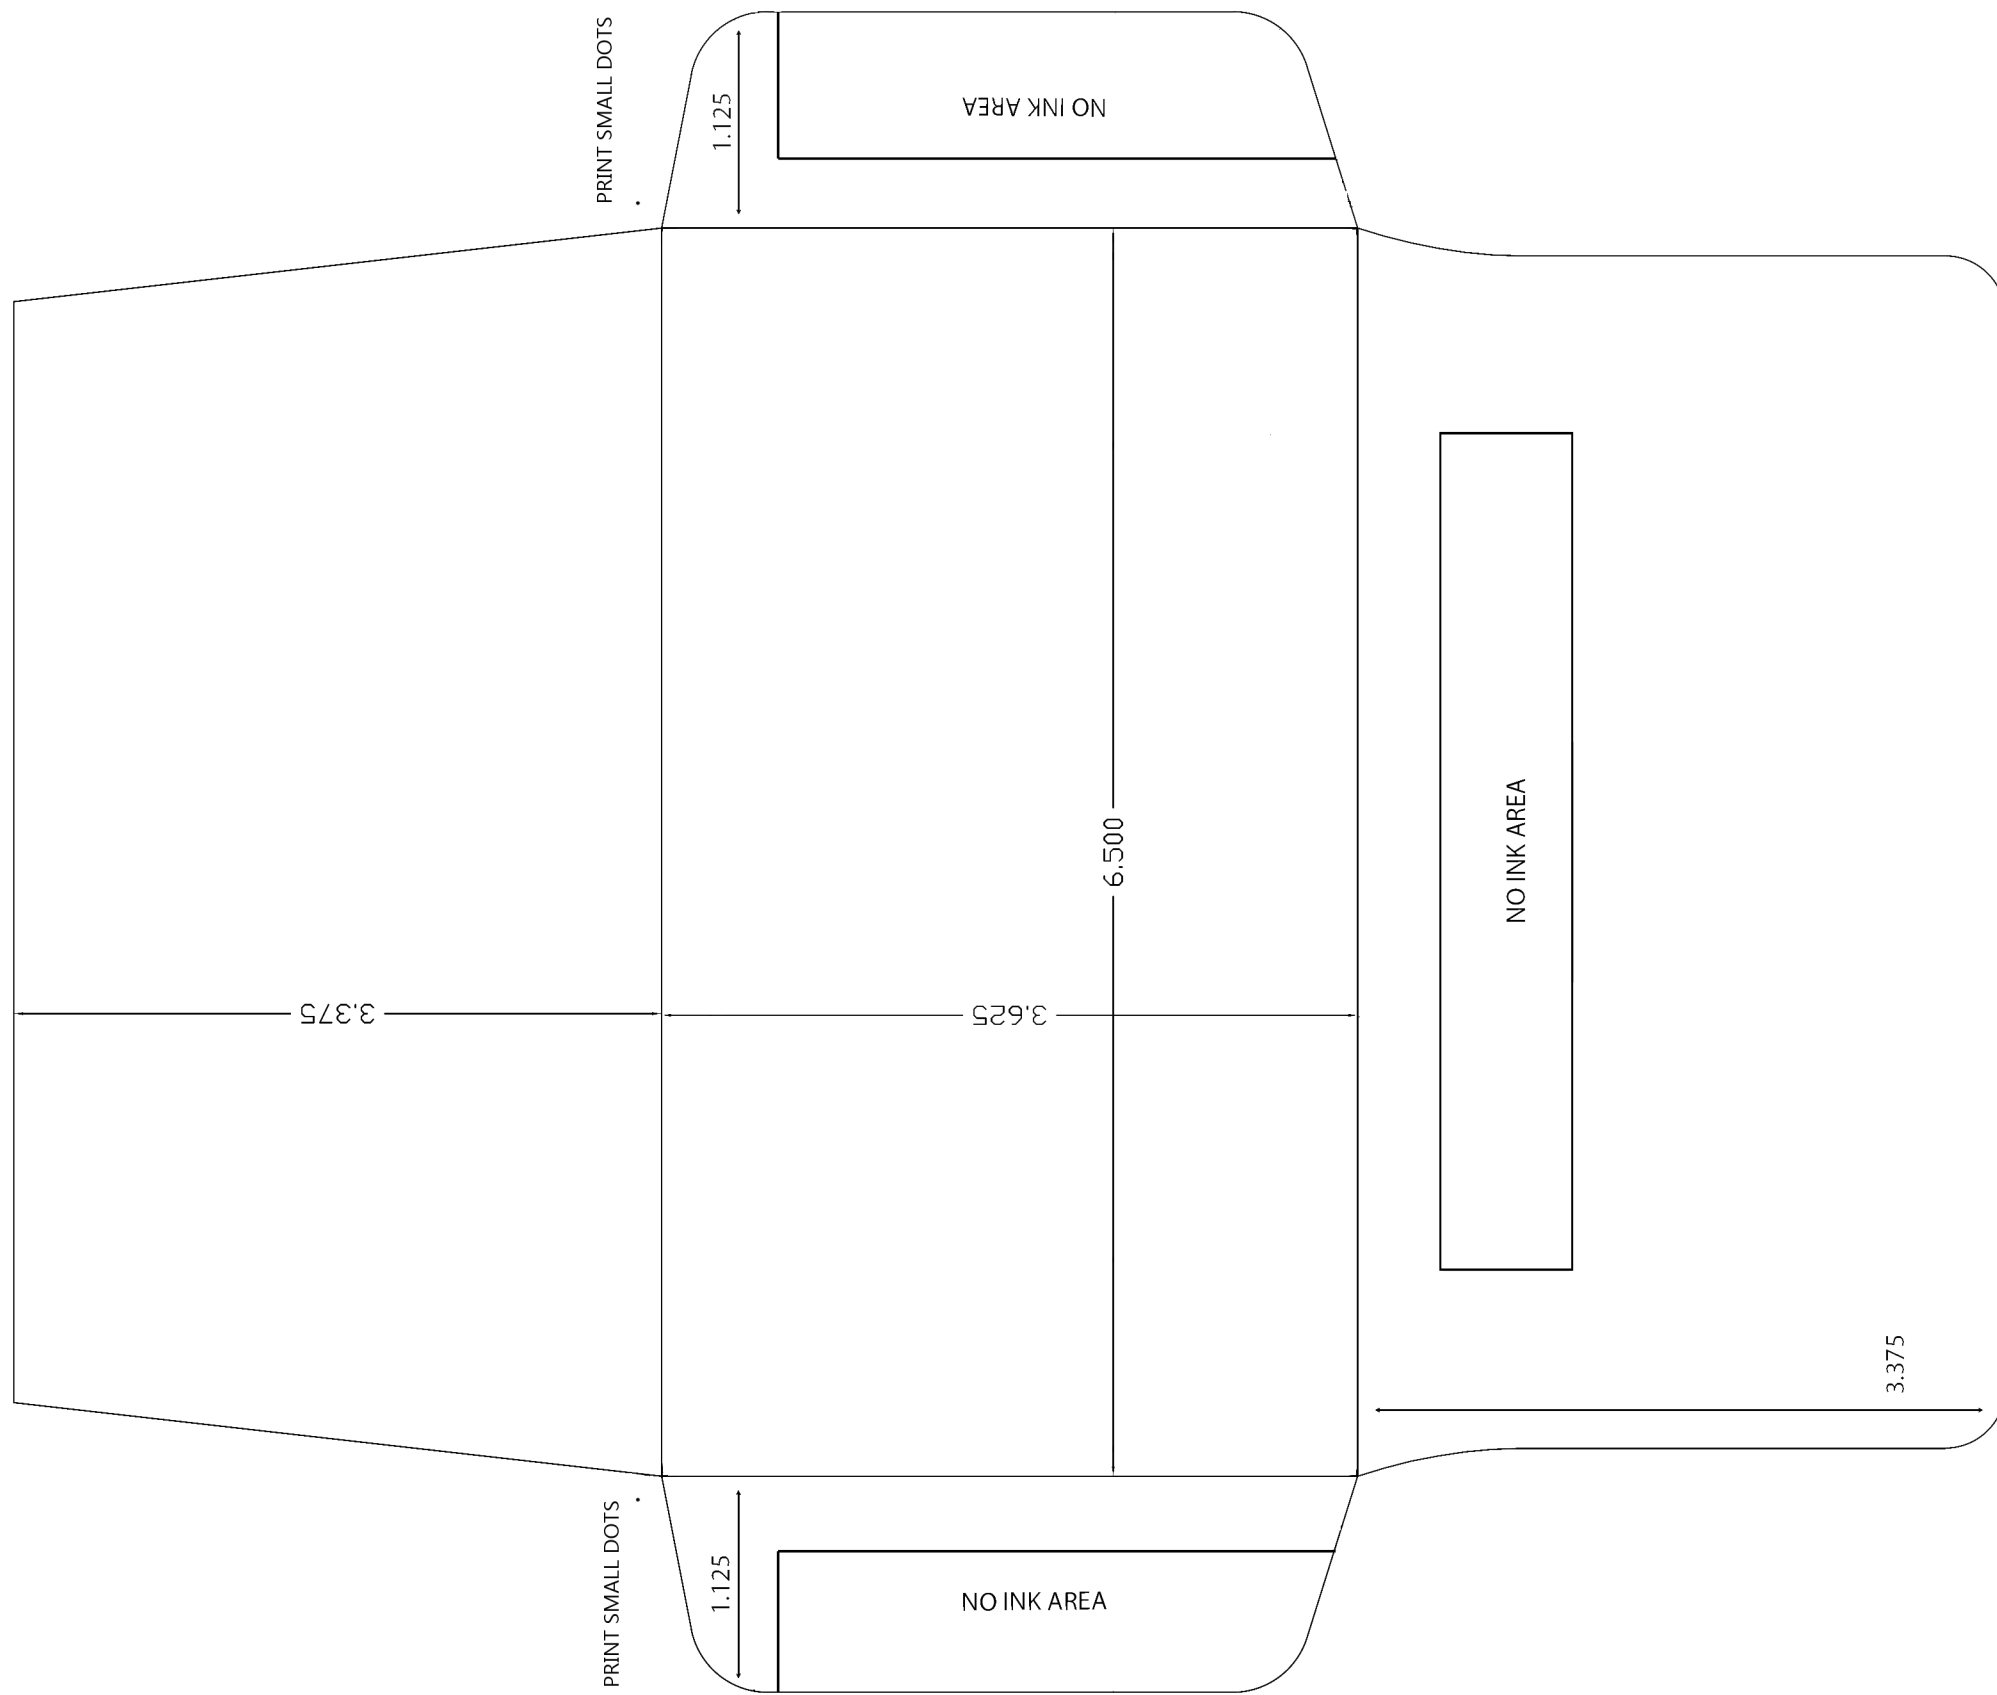 PRINT SMALL DOTS
1.125
NO INK AREA
6.500
NO INK AREA
3.375
3.625
3.375
PRINT SMALL DOTS
1.125
NO INK AREA